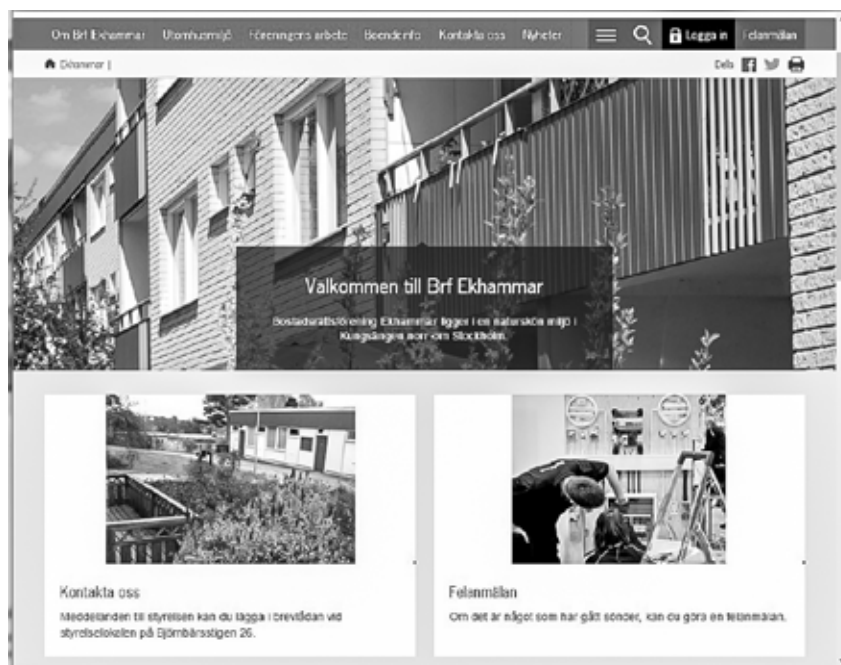 Om Brf Ekhammar Utomhusmiljö Föreningens arbete Boendeinfo Kontakta oss Nyheter Logga in Felanmälan
Ekhammar | Dela
Välkommen till Brf Ekhammar
Bostadsrättsförening Ekhammar ligger i en naturskön miljö i
Kungsängen norr om Stockholm.
Kontakta oss
Meddelanden till styrelsen kan du lägga i brevlådan vid
styrelselokalen på Björnbärsstigen 26.
Felanmälan
Om det är något som har gått sönder, kan du göra en felanmälan.